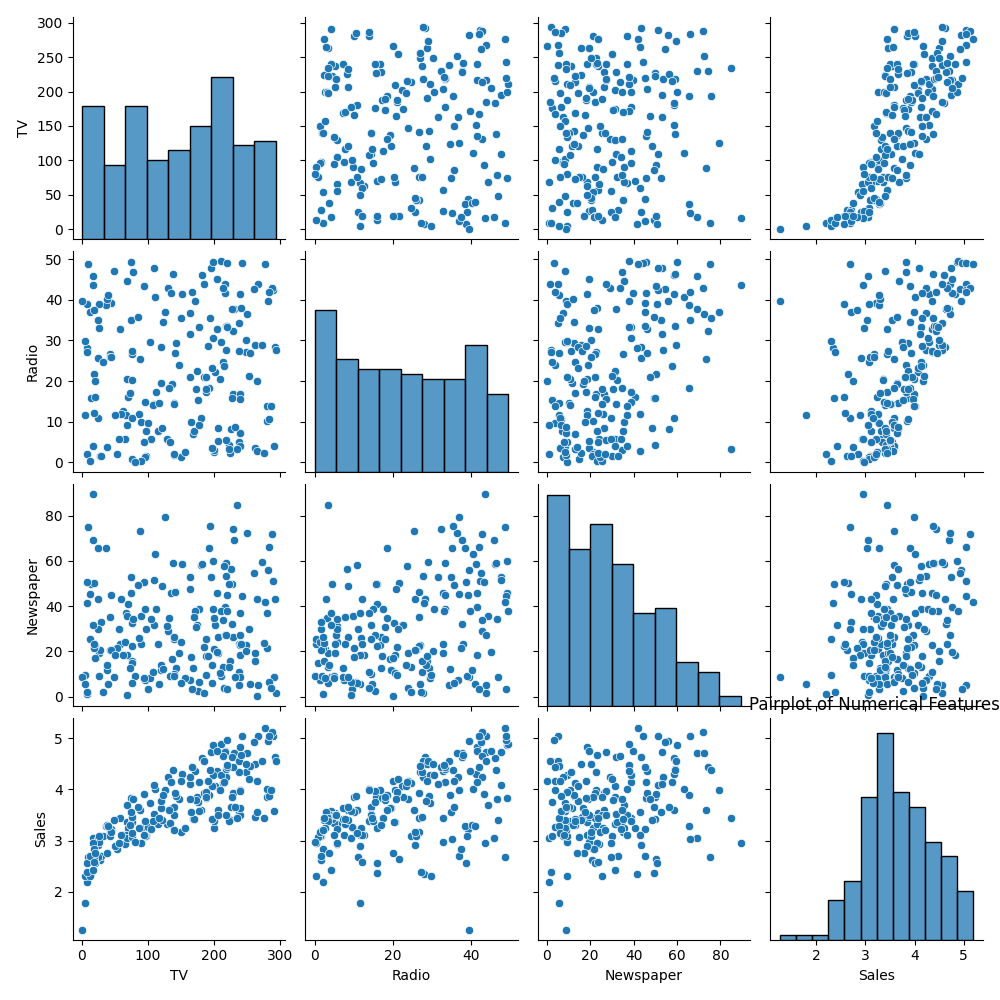 300
250
200
150
100
50
0
TV
50
40
30
20
10
0
Radio
80
60
40
20
0
Newspaper
Pairplot of Numerical Features
5
4
3
2
Sales
0 100 200 300
0 20 40
0 20 40 60 80
2 3 4 5
TV Radio Newspaper Sales